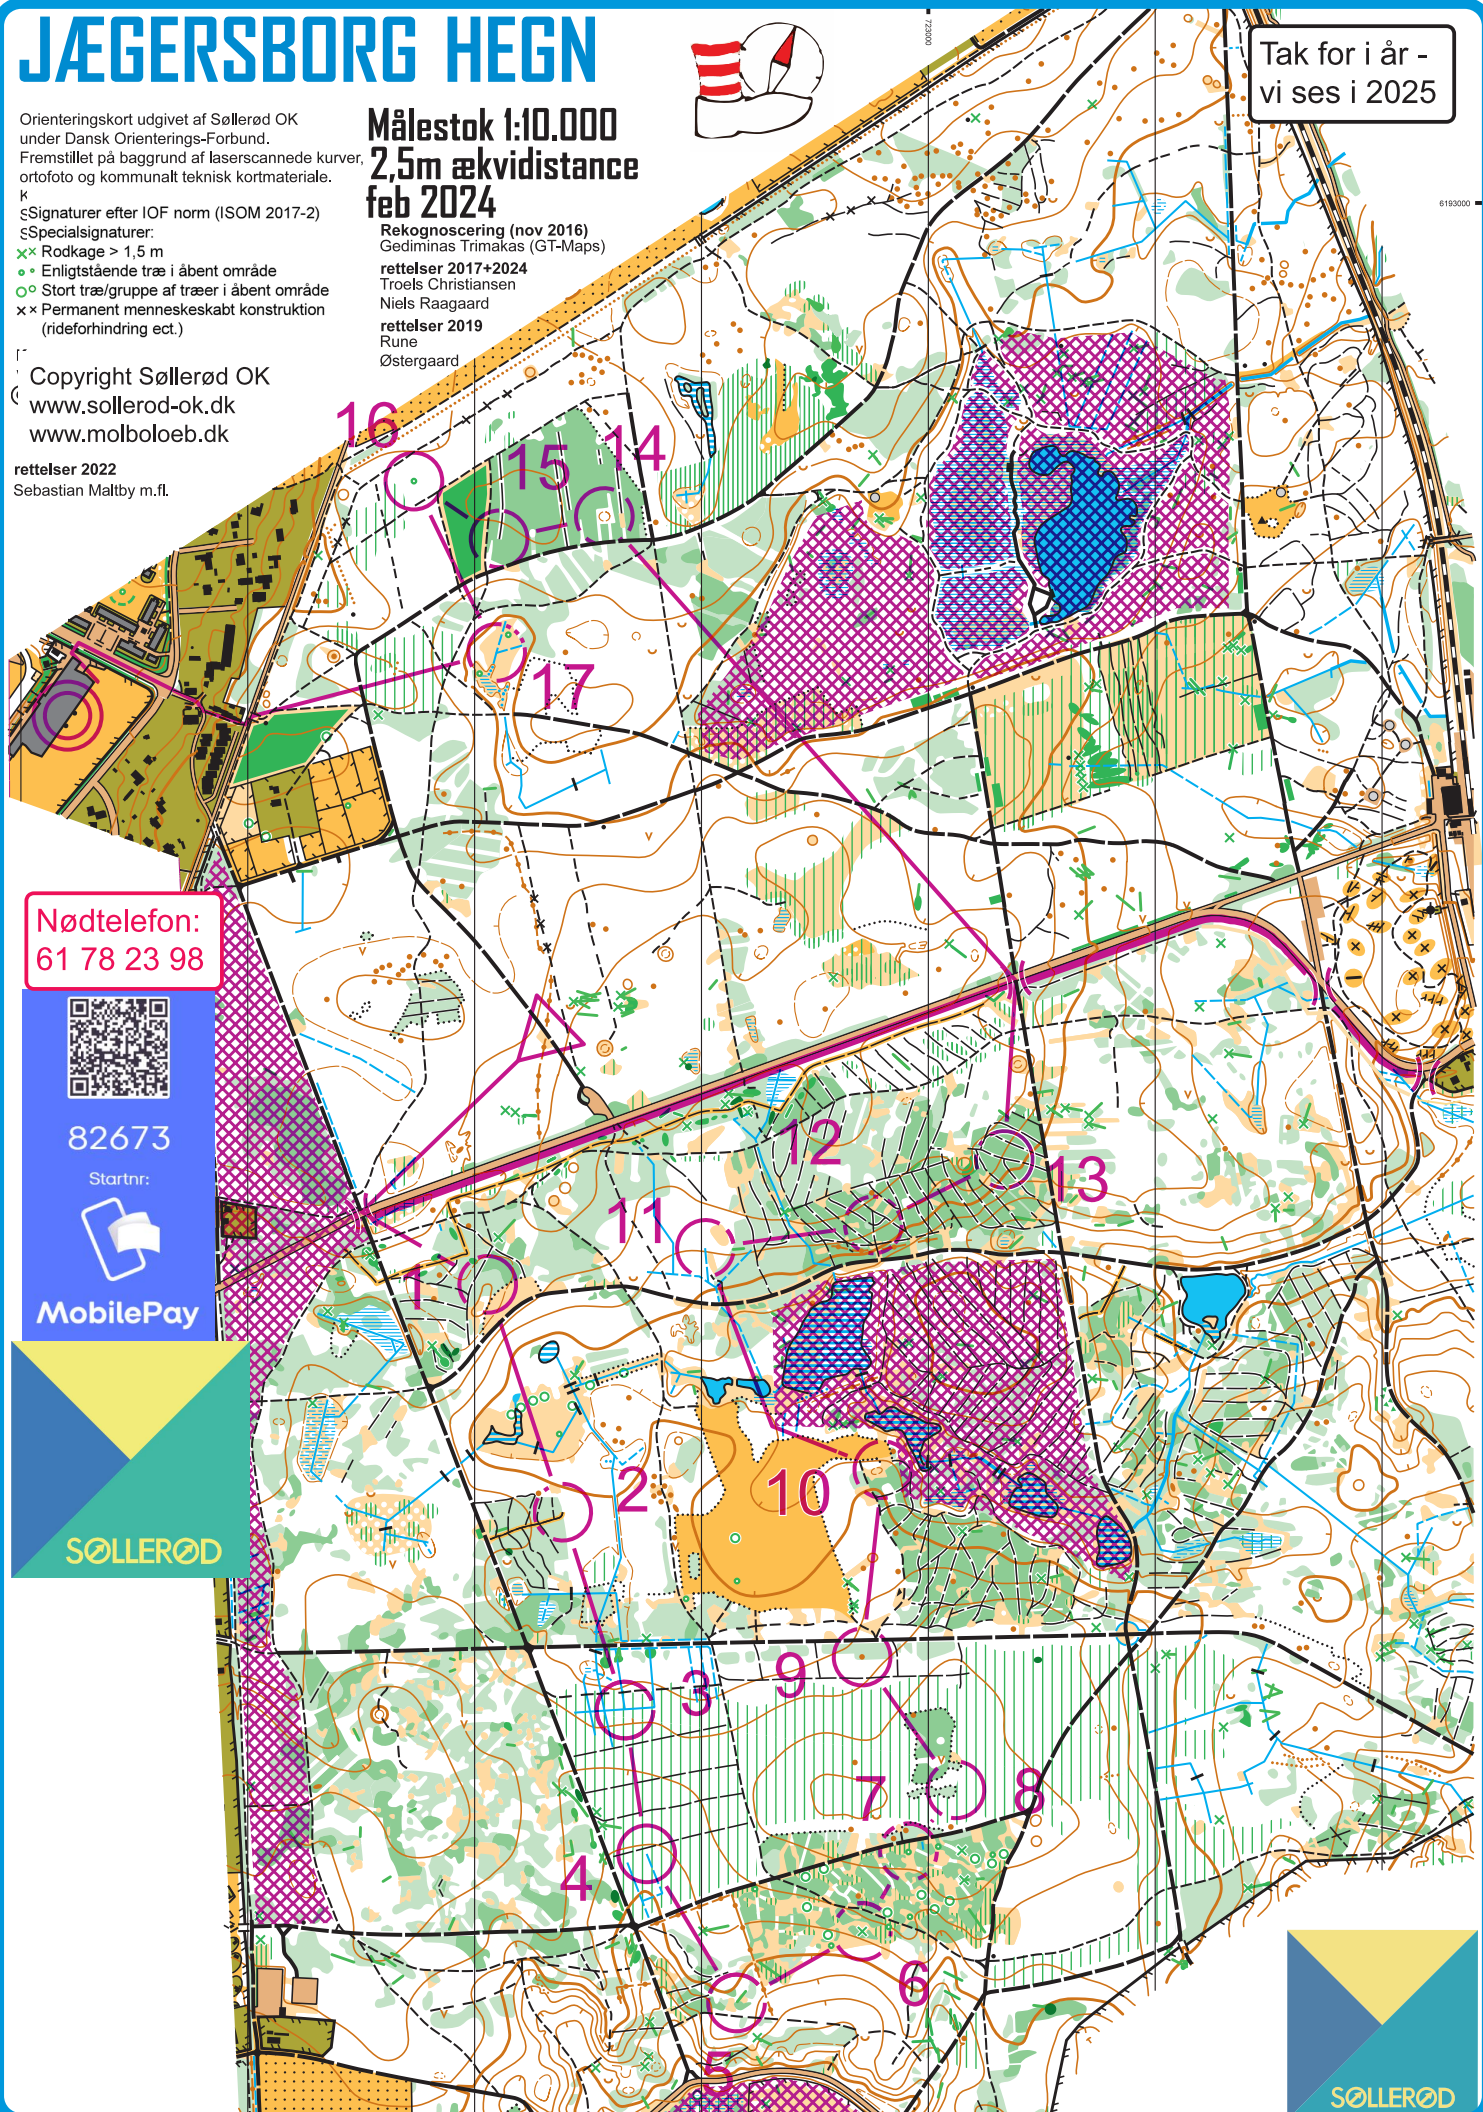 JÆGERSBORG HEGN
Orienteringskort udgivet af Søllerød OK
under Dansk Orienterings-Forbund.
Fremstillet på baggrund af laserscannede kurver,
ortofoto og kommunalt teknisk kortmateriale.
K
S
Signaturer efter IOF norm (ISOM 2017-2)
S
Specialsignaturer:
Rodkage > 1,5 m
Enligtstående træ i åbent område
Stort træ/gruppe af træer i åbent område
Permanent menneskeskabt konstruktion
(rideforhindring ect.)
Copyright Søllerød OK
www.sollerod-ok.dk
www.molboloeb.dk
rettelser 2022
Sebastian Maltby m.fl.
Målestok 1:10.000
2,5m ækvidistance
feb 2024
Rekognoscering (nov 2016)
Gediminas Trimakas (GT-Maps)
rettelser 2017+2024
Troels Christiansen
Niels Raagaard
rettelser 2019
Rune
Østergaard
723000
Tak for i år -
vi ses i 2025
6193000
16
15
14
17
Nødtelefon:
61 78 23 98
82673
Startnr:
MobilePay
SØLLERØD
12
13
11
1
2
10
3
9
7
8
4
6
5
SØLLERØD